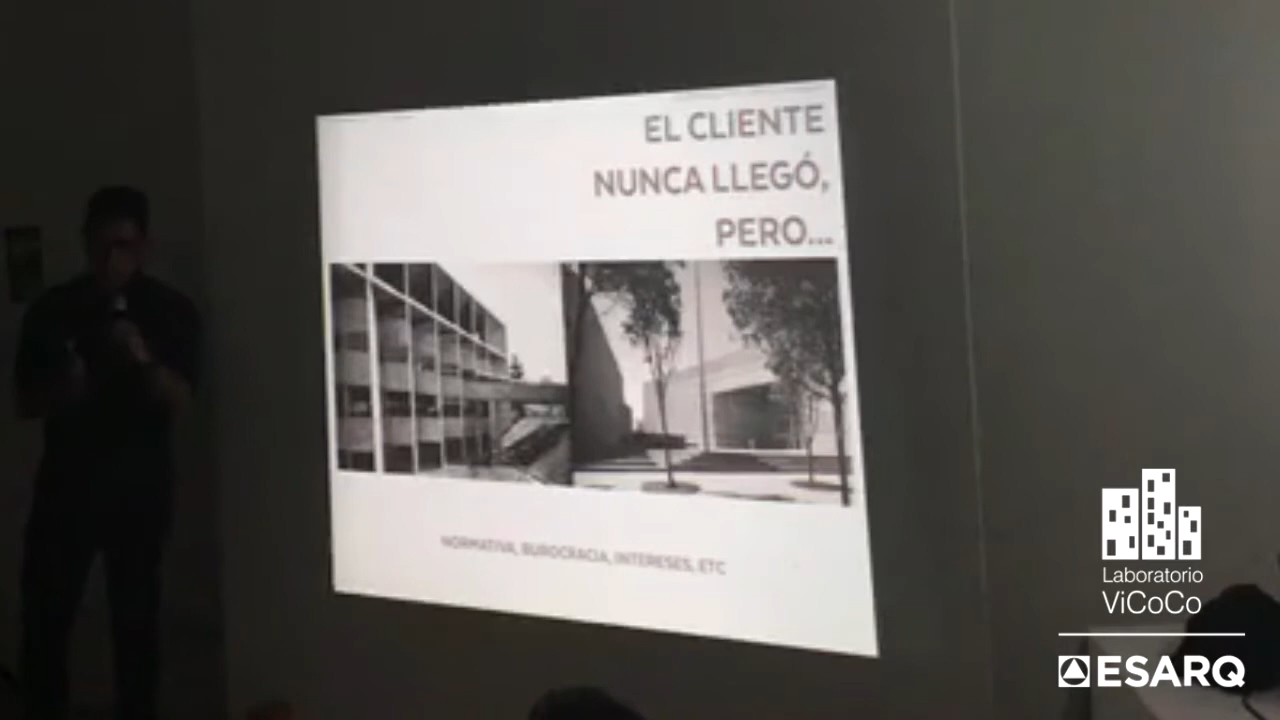 EL CLIENTE
NUNCA LLEGÓ,
PERO...
NORMATIVA, BUROCRACIA, INTERESES, ETC
Laboratorio
ViCoCo
ESARQ